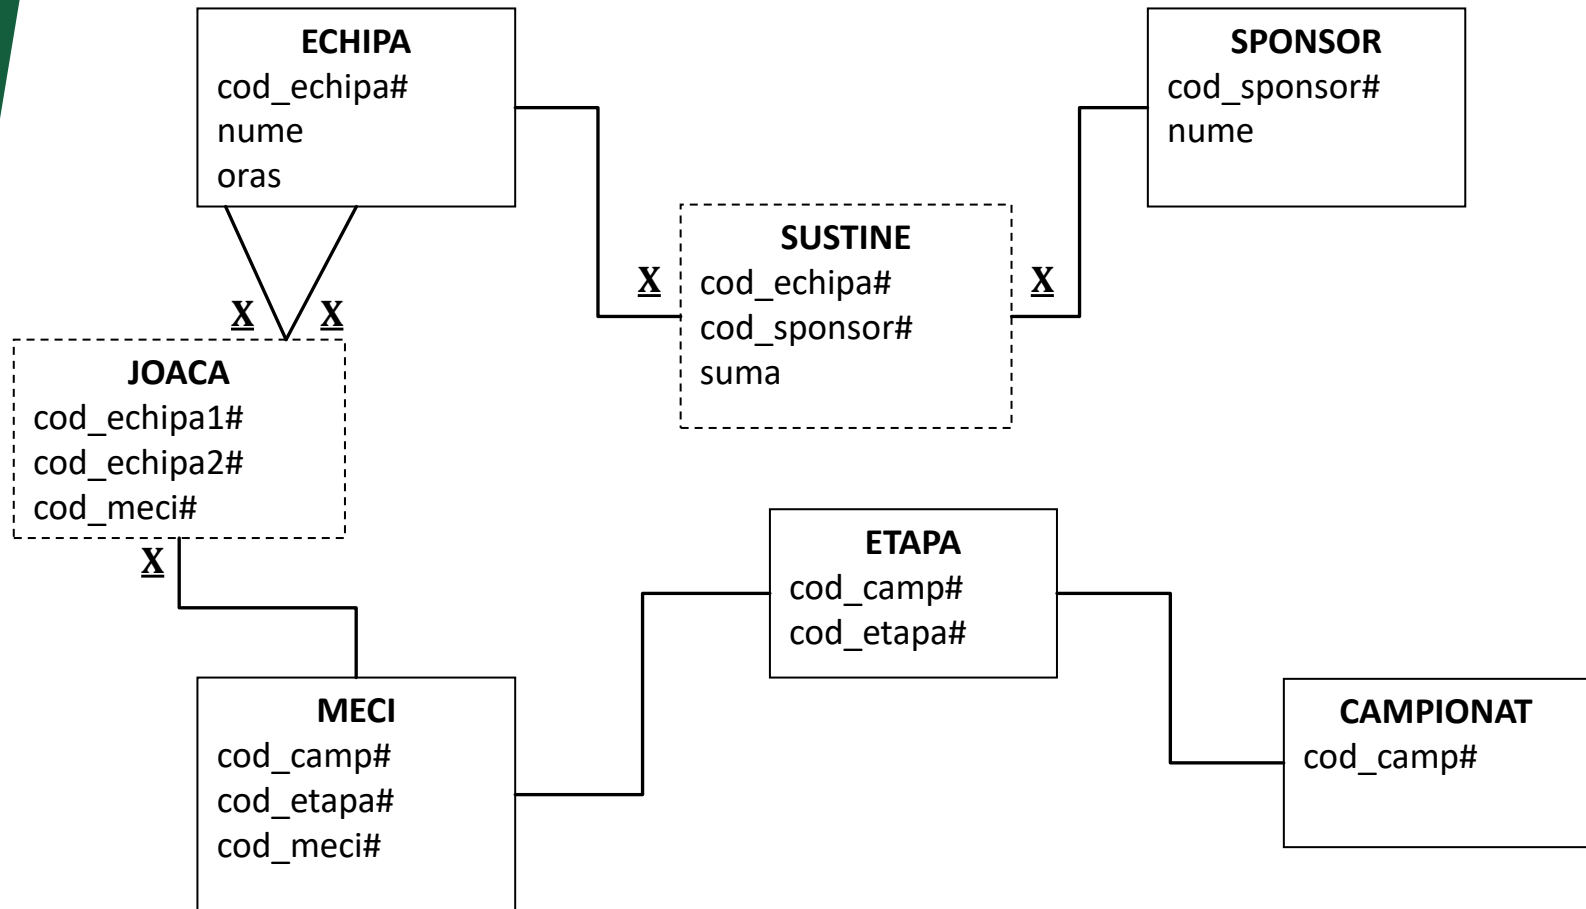 ECHIPA
cod_echipa#
nume
oras
SPONSOR
cod_sponsor#
nume
SUSTINE
cod_echipa#
cod_sponsor#
suma
X
X
X
X
JOACA
cod_echipa1#
cod_echipa2#
cod_meci#
X
ETAPA
cod_camp#
cod_etapa#
MECI
cod_camp#
cod_etapa#
cod_meci#
CAMPIONAT
cod_camp#